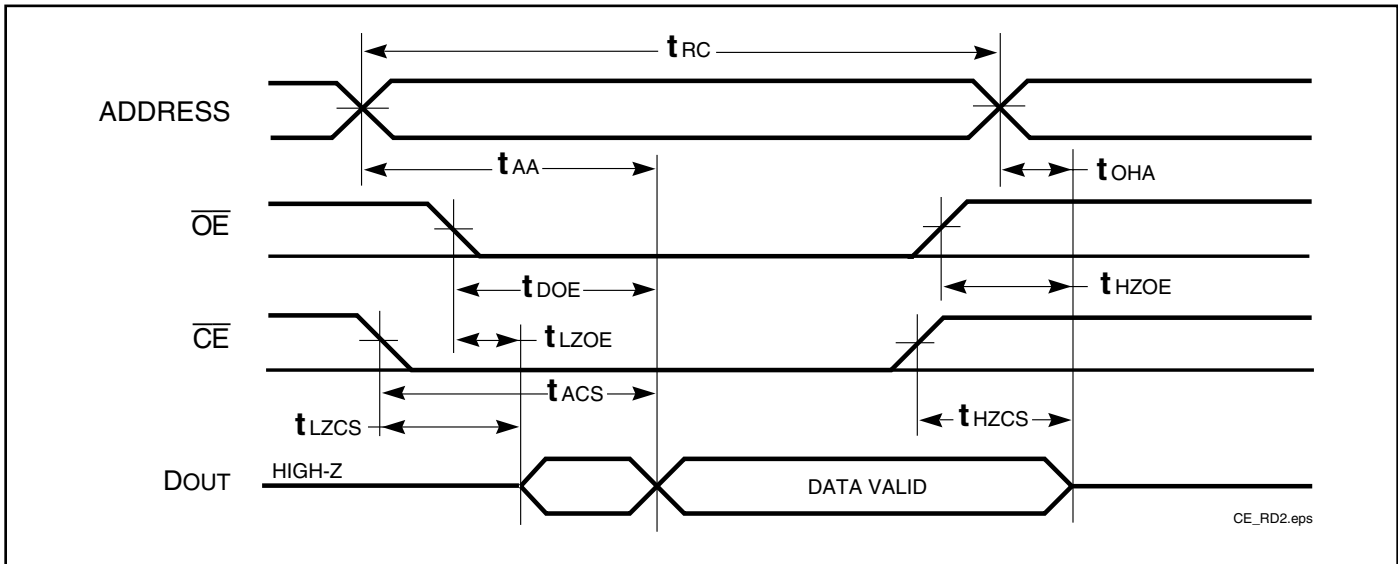 tRC
ADDRESS
tAA
tOHA
OE
tDOE
tHZOE
CE
tLZOE
tACS
tLZCS
tHZCS
DOUT
HIGH-Z
DATA VALID
CE_RD2.eps